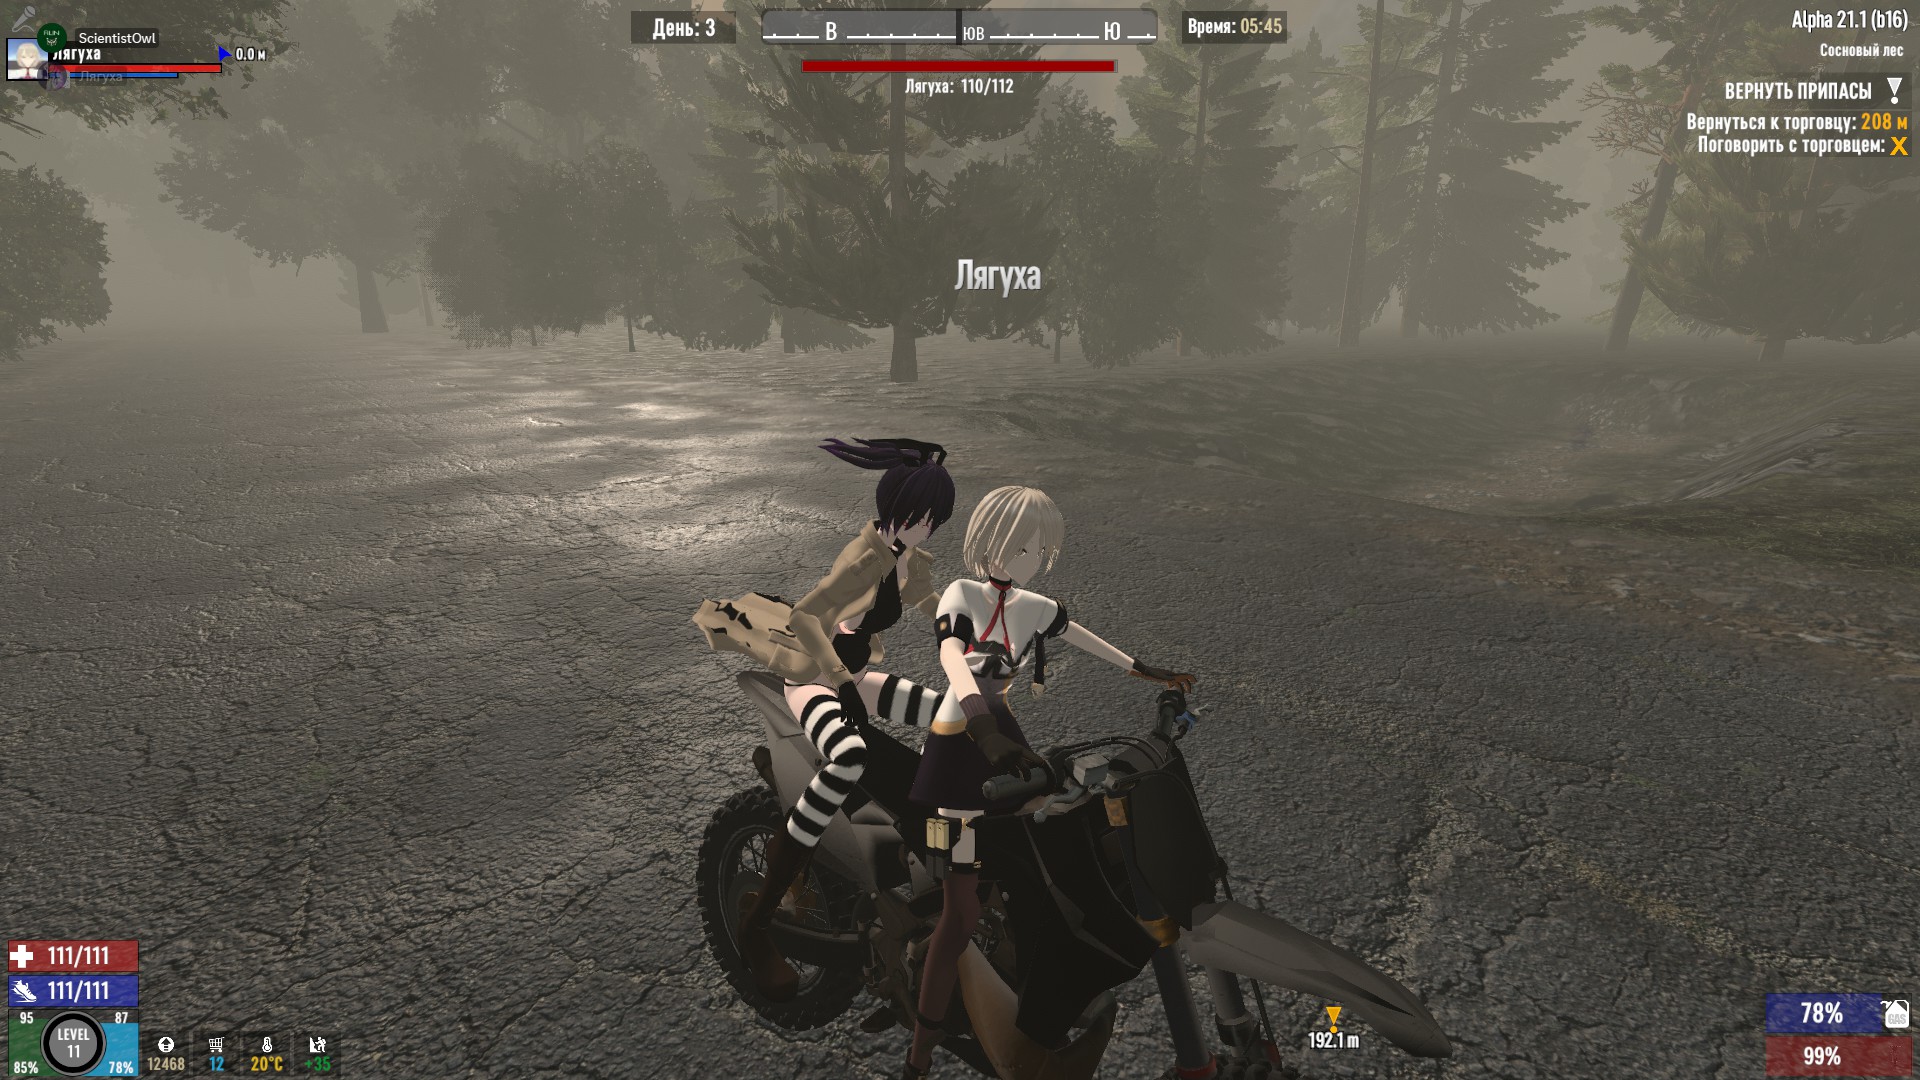 ScientistOwl
Лягуха
0.0 м
Лягуха
День: 3
В
ЮВ
Ю
Время: 05:45
Лягуха: 110/112
Alpha 21.1 (b16)
Сосновый лес
ВЕРНУТЬ ПРИПАСЫ
Вернуться к торговцу: 208 м
Поговорить с торговцем: X
Лягуха
111/111
111/111
95
87
LEVEL
11
85%
78%
12468
12
20°C
+35
192.1 m
78%
GAS
99%